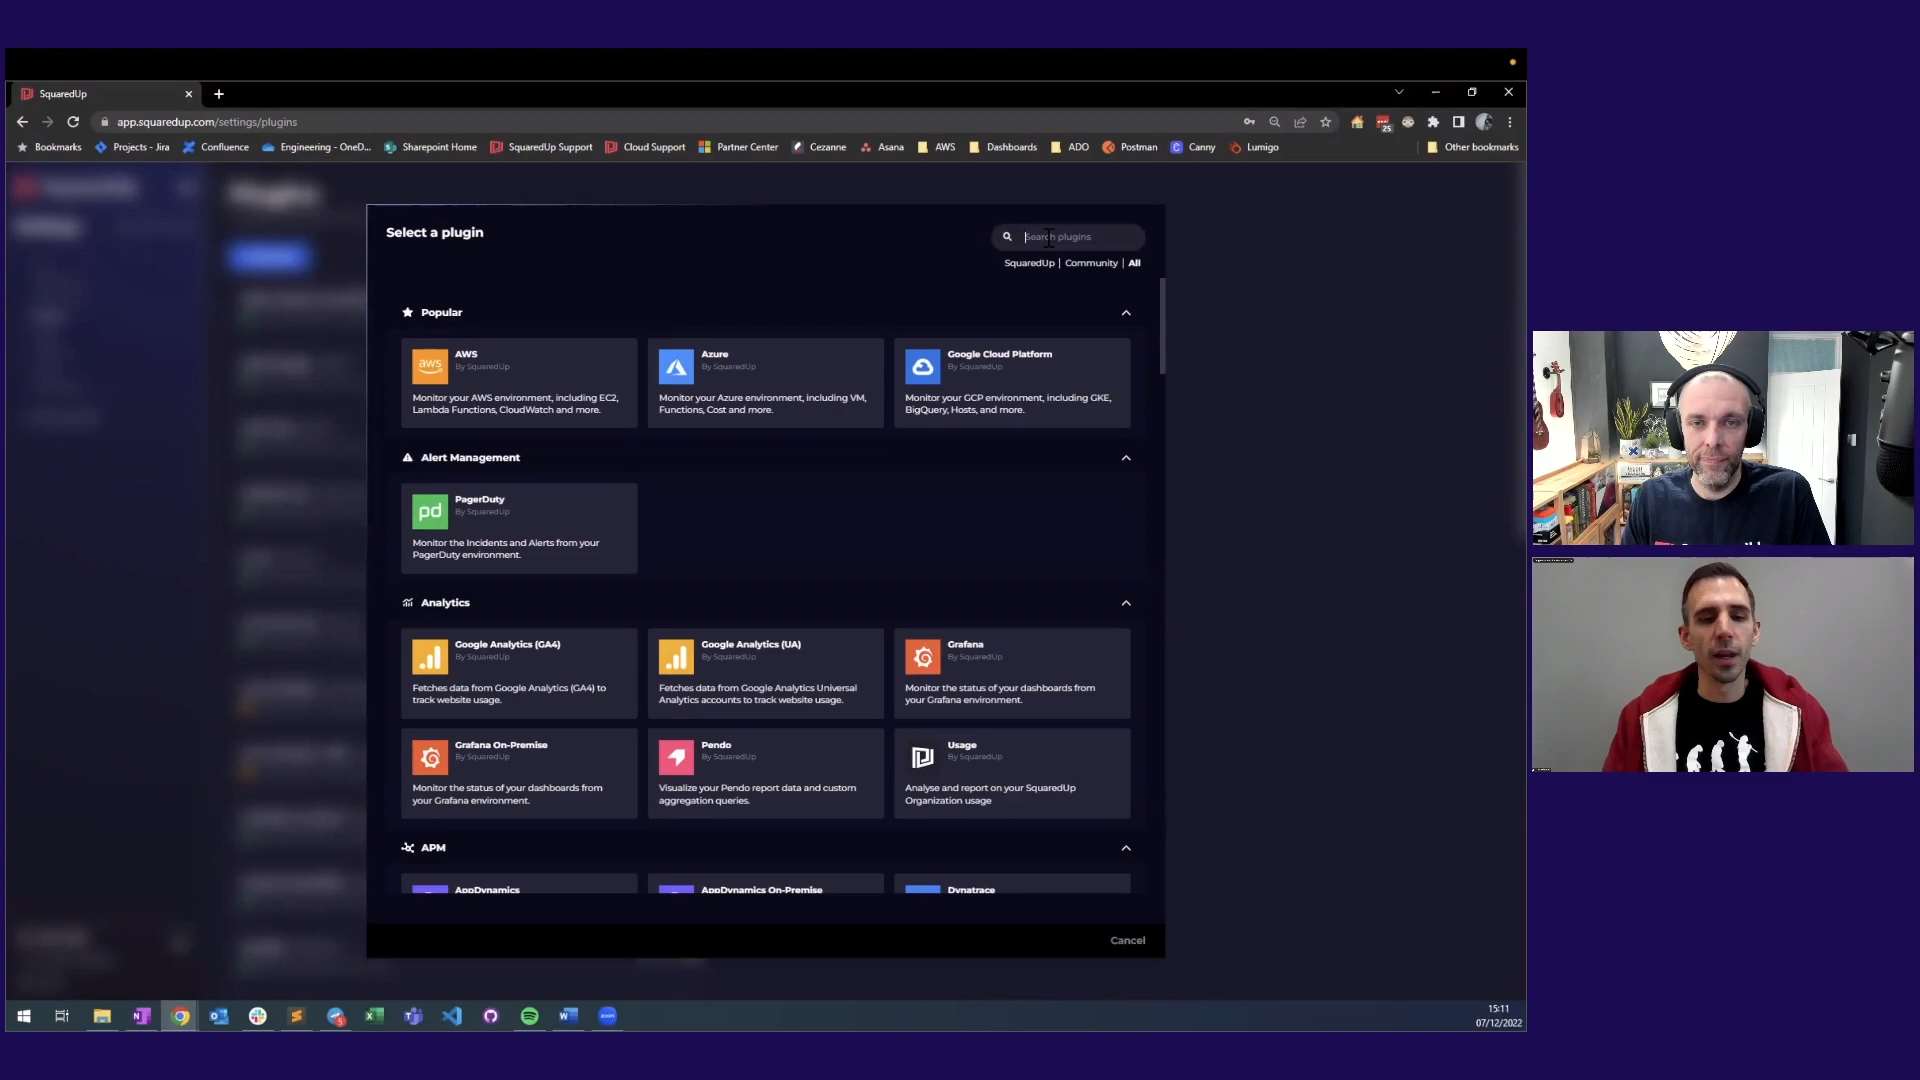 SquaredUp
app.squaredup.com/settings/plugins
25
Bookmarks
Projects - Jira
Confluence
Engineering - OneD...
Sharepoint Home
SquaredUp Support
Cloud Support
Partner Center
Cezanne
Asana
AWS
Dashboards
ADO
Postman
Canny
Lumigo
Other bookmarks
Select a plugin
Search plugins
SquaredUp | Community | All
Popular
aws
AWS
By SquaredUp
Monitor your AWS environment, including EC2,
Lambda Functions, CloudWatch and more.
Azure
By SquaredUp
Monitor your Azure environment, including VM,
Functions, Cost and more.
Google Cloud Platform
By SquaredUp
Monitor your GCP environment, including GKE,
BigQuery, Hosts, and more.
Alert Management
pd
PagerDuty
By SquaredUp
Monitor the Incidents and Alerts from your
PagerDuty environment.
Analytics
Google Analytics (GA4)
By SquaredUp
Fetches data from Google Analytics (GA4) to
track website usage.
Google Analytics (UA)
By SquaredUp
Fetches data from Google Analytics Universal
Analytics accounts to track website usage.
Grafana
By SquaredUp
Monitor the status of your dashboards from
your Grafana environment.
Grafana On-Premise
By SquaredUp
Monitor the status of your dashboards from
your Grafana environment.
Pendo
By SquaredUp
Visualize your Pendo report data and custom
aggregation queries.
Usage
By SquaredUp
Analyse and report on your SquaredUp
Organization usage
APM
AppDynamics
AppDynamics On-Premise
Dynatrace
Cancel
15:11
07/12/2022